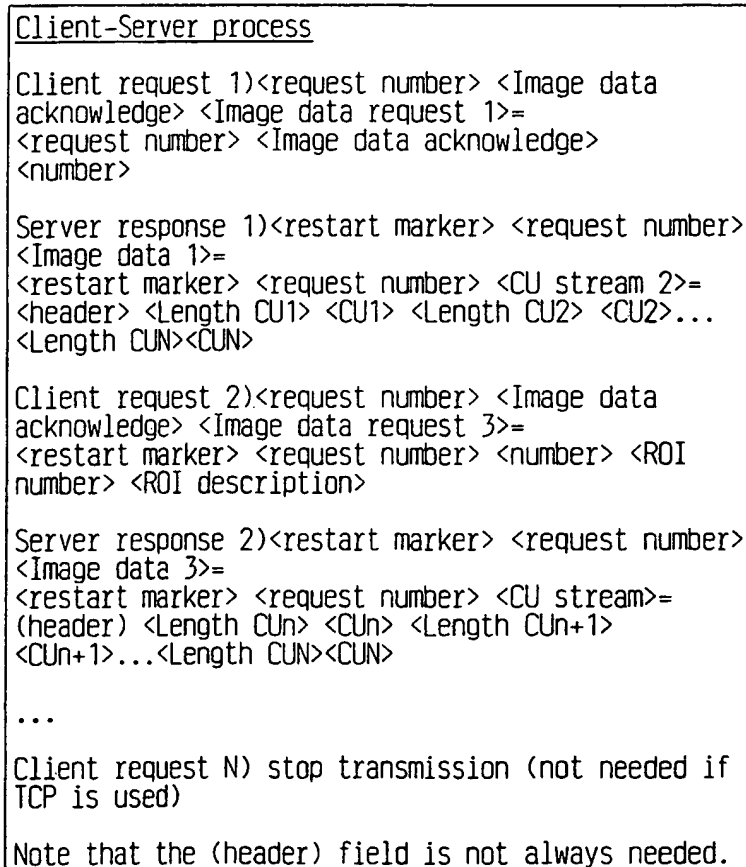 Client-Server process
Client request 1)<request number> <Image data
acknowledge> <Image data request 1>=
<request number> <Image data acknowledge>
<number>
Server response 1)<restart marker> <request number>
<Image data 1>=
<restart marker> <request number> <CU stream 2>=
<header> <Length CU1> <CU1> <Length CU2> <CU2>...
<Length CUN><CUN>
Client request 2)<request number> <Image data
acknowledge> <Image data request 3>=
<restart marker> <request number> <number> <ROI
number> <ROI description>
Server response 2)<restart marker> <request number>
<Image data 3>=
<restart marker> <request number> <CU stream>=
(header) <Length CUn> <CUn> <Length CUn+1>
<CUn+1>...<Length CUN><CUN>
...
Client request N) stop transmission (not needed if
TCP is used)
Note that the (header) field is not always needed.